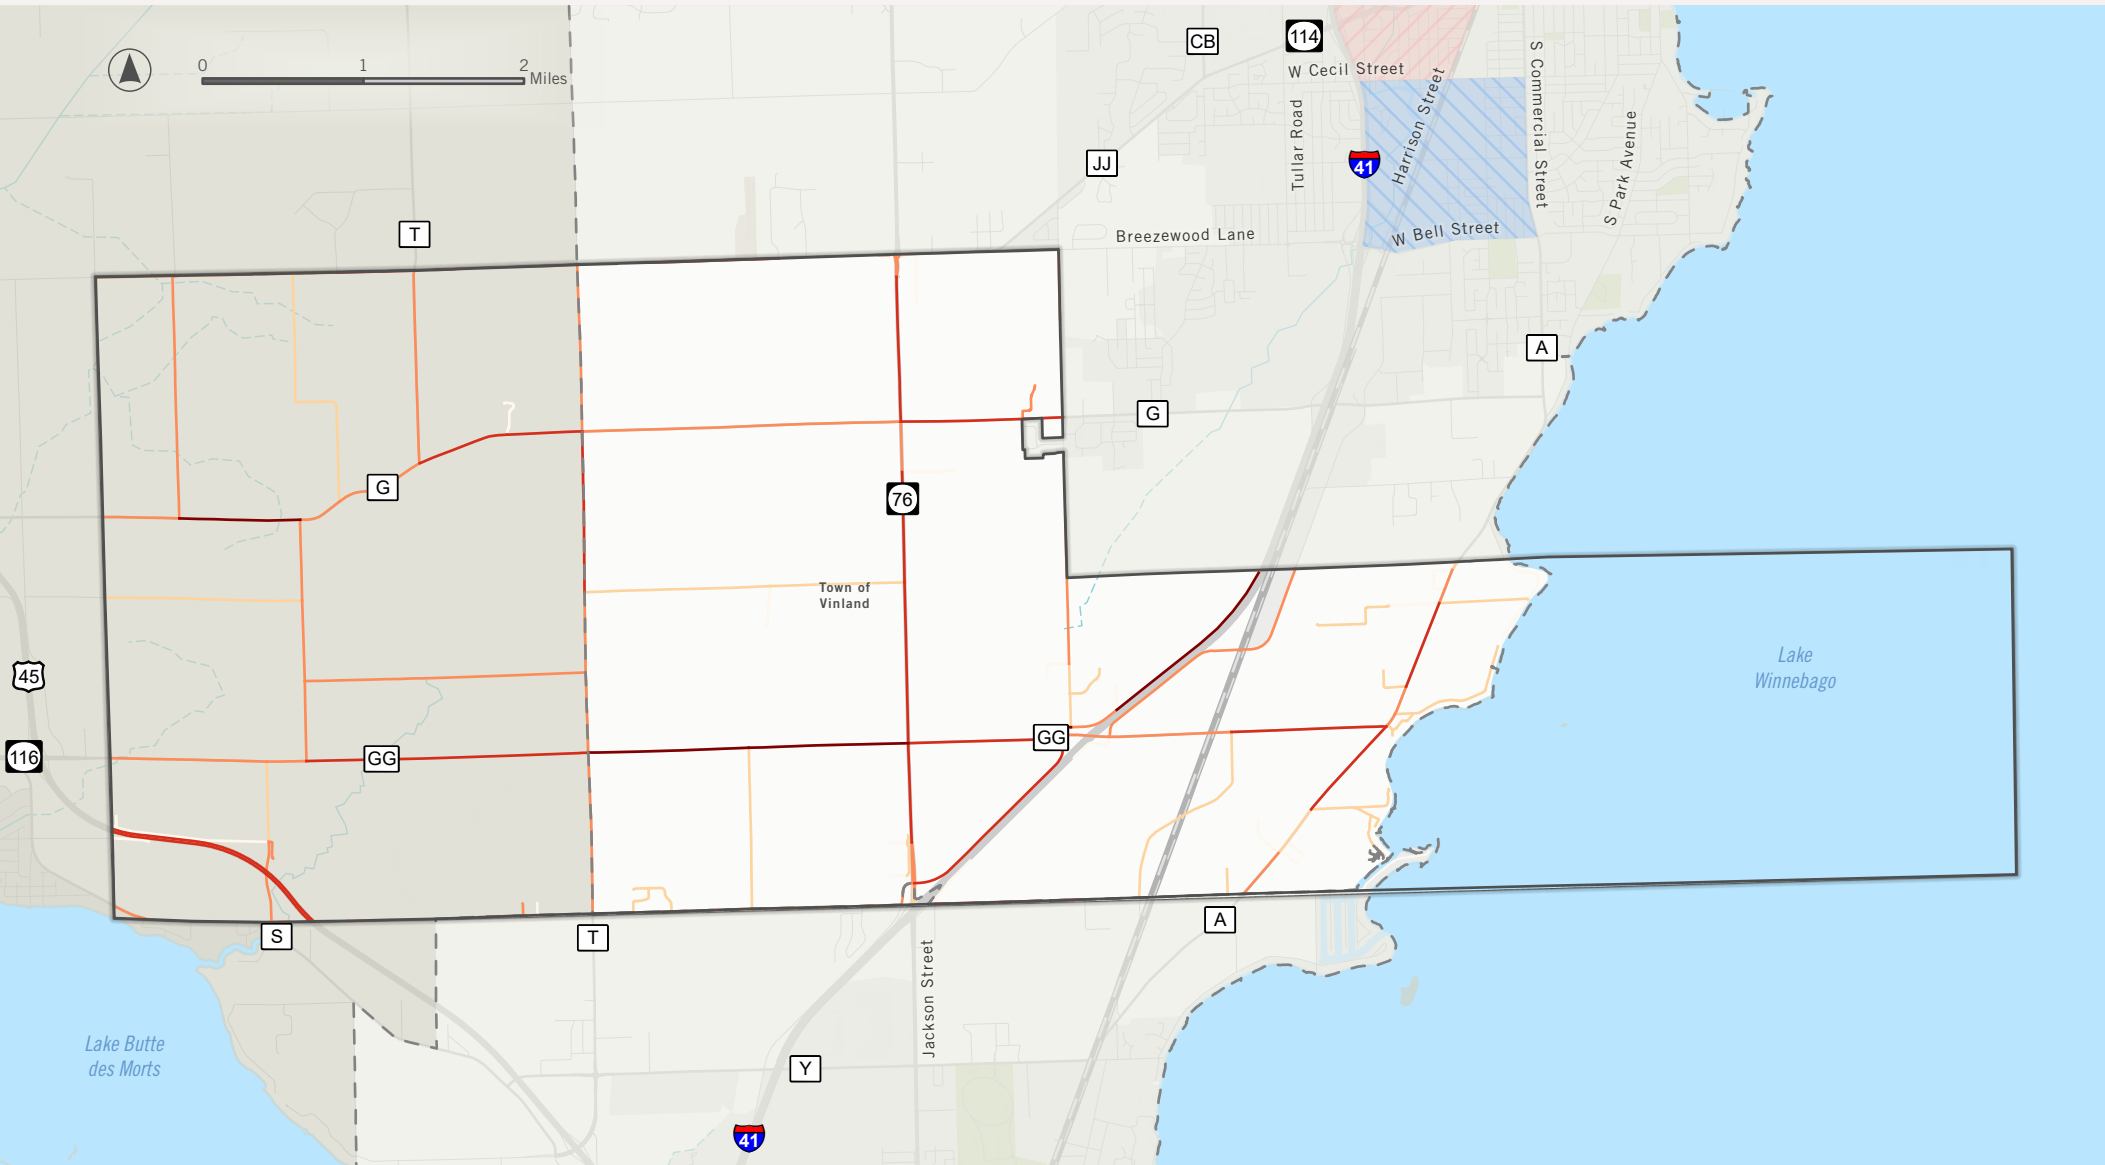 CB
114
W Cecil Street
S Commercial Street
0 1 2
Miles
Harrison Street
Tullar Road
S Park Avenue
JJ
41
T
Breezewood Lane
W Bell Street
A
G
G
76
Town of
Vinland
45
Lake
Winnebago
116
GG
GG
S
T
A
Jackson Street
Lake Butte
des Morts
Y
41